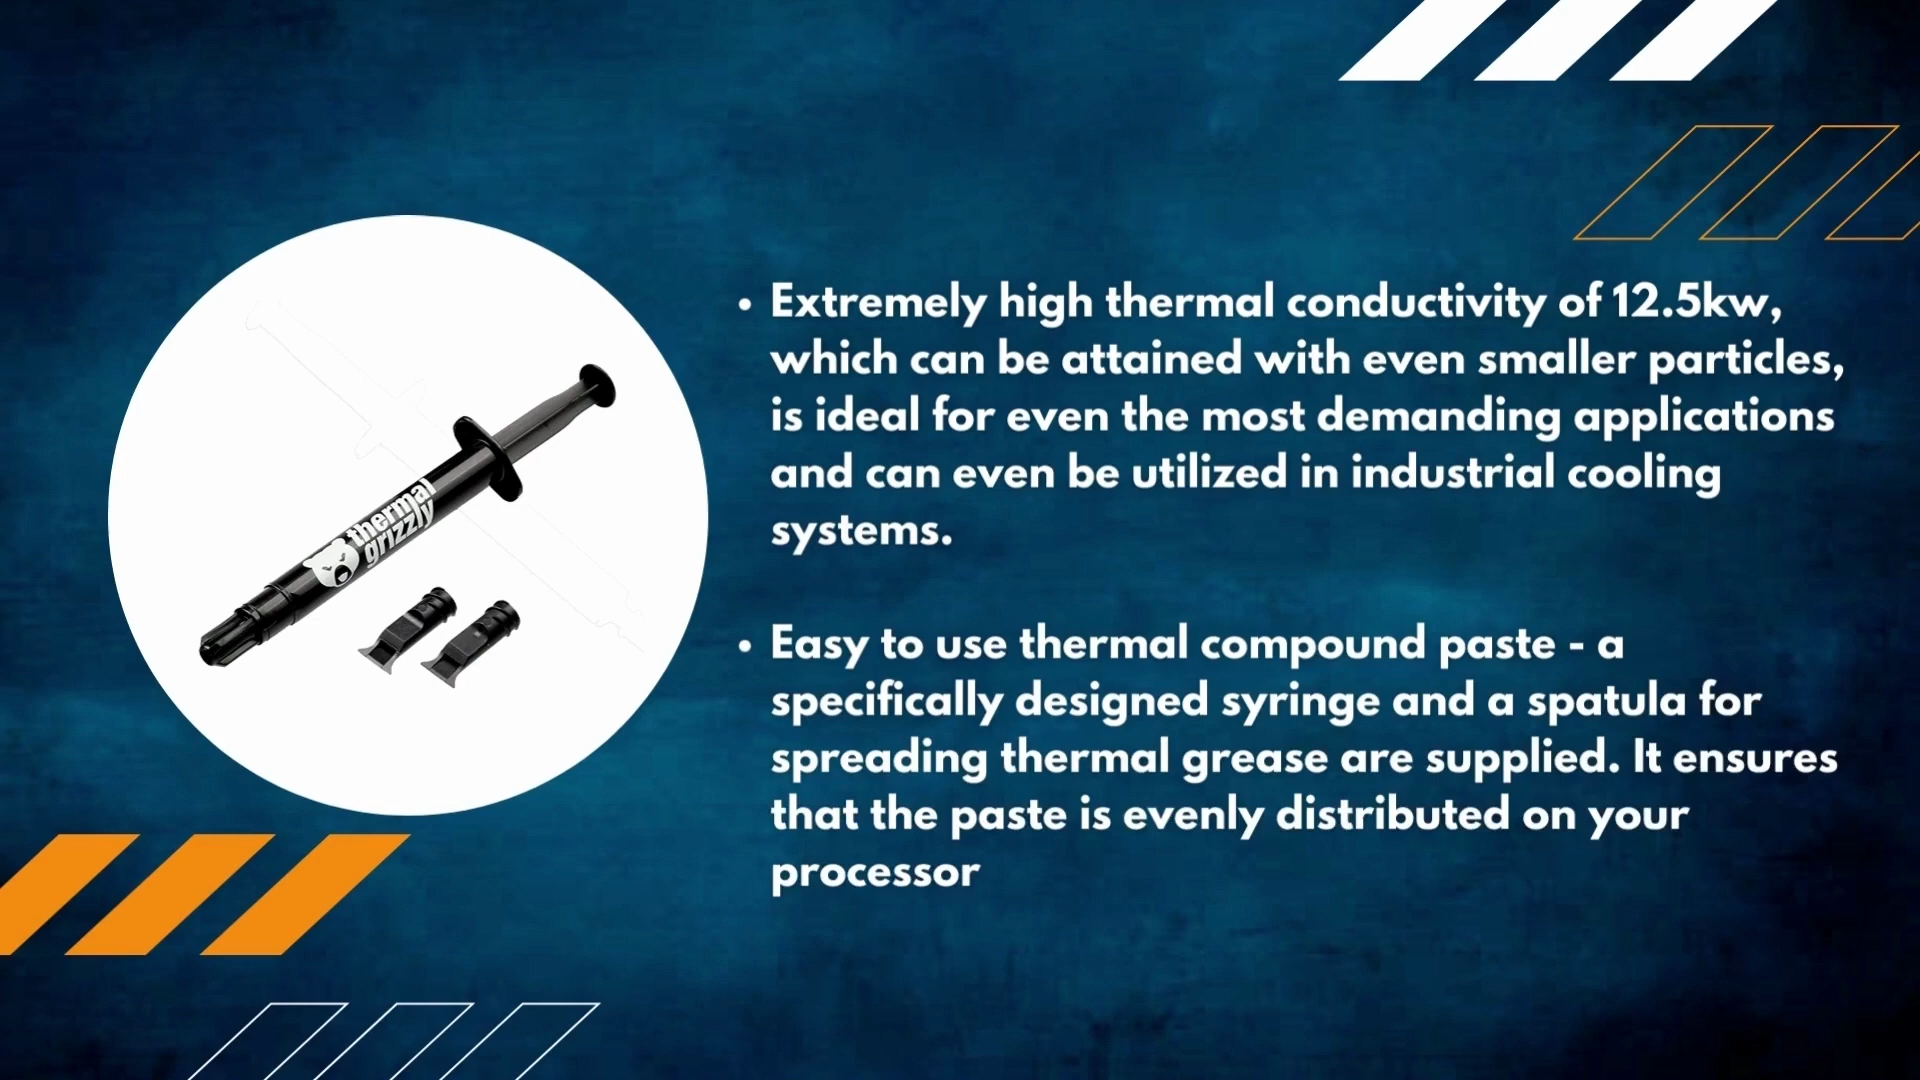 • Extremely high thermal conductivity of 12.5kw,
which can be attained with even smaller particles,
is ideal for even the most demanding applications
and can even be utilized in industrial cooling
systems.
• Easy to use thermal compound paste - a
specifically designed syringe and a spatula for
spreading thermal grease are supplied. It ensures
that the paste is evenly distributed on your
processor
thermal
grizzly